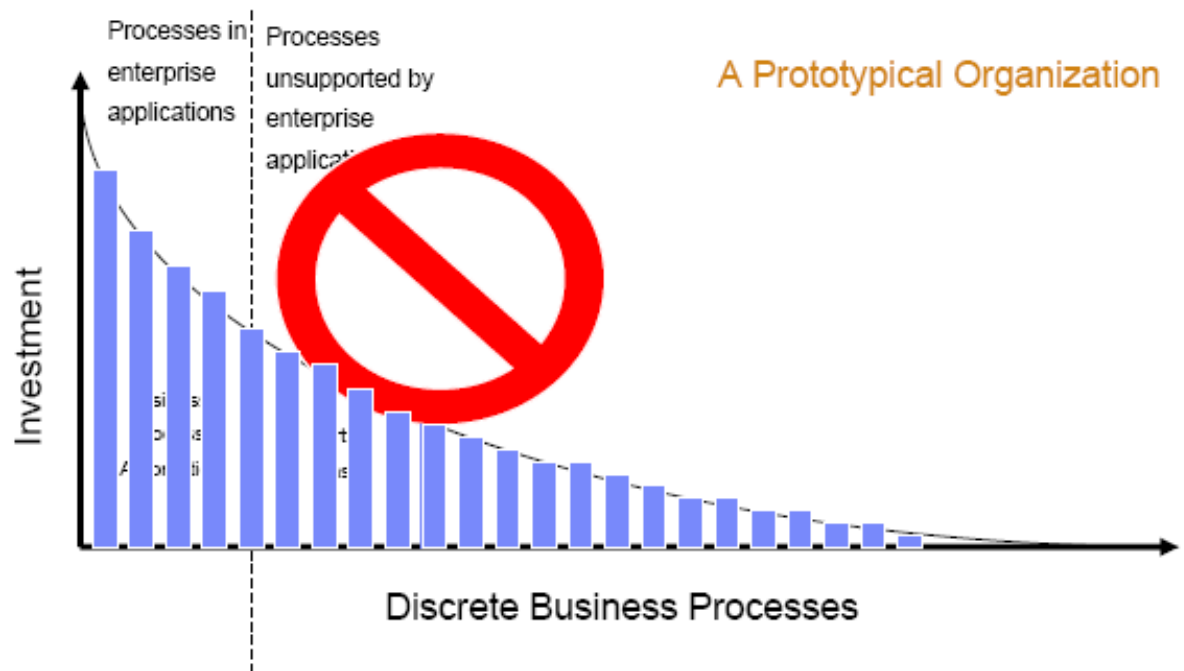 Processes in
enterprise
applications
Processes
unsupported by
enterprise
A Prototypical Organization
Investment
Discrete Business Processes